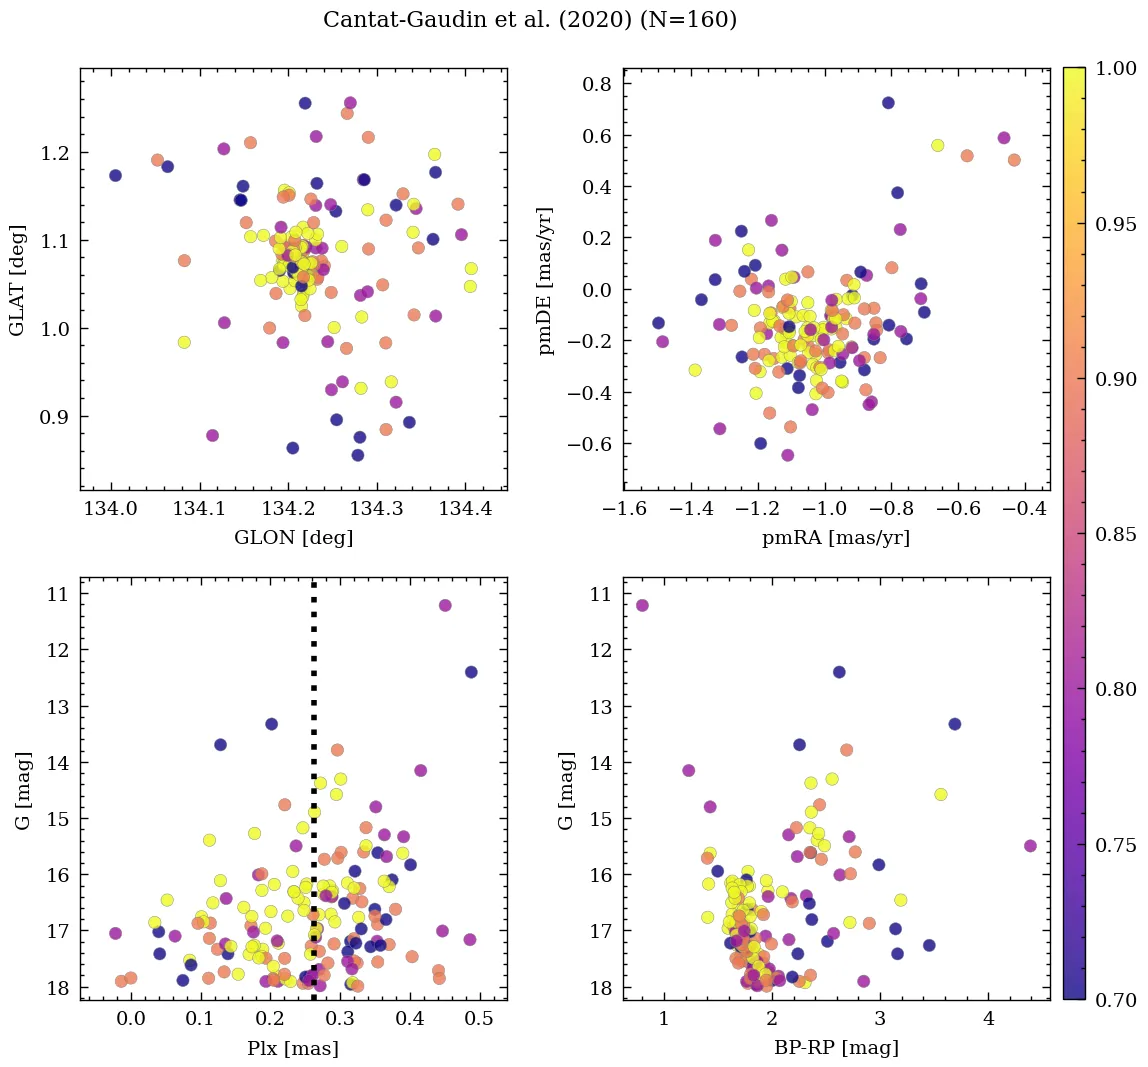 Cantat-Gaudin et al. (2020) (N=160)
1.2
1.1
1.0
0.9
GLAT [deg]
134.0 134.1 134.2 134.3 134.4
GLON [deg]
0.8
0.6
0.4
0.2
0.0
−0.2
−0.4
−0.6
pmDE [mas/yr]
−1.6 −1.4 −1.2 −1.0 −0.8 −0.6 −0.4
pmRA [mas/yr]
11
12
13
14
15
16
17
18
G [mag]
0.0 0.1 0.2 0.3 0.4 0.5
Plx [mas]
11
12
13
14
15
16
17
18
G [mag]
1 2 3 4
BP-RP [mag]
1.00
0.95
0.90
0.85
0.80
0.75
0.70